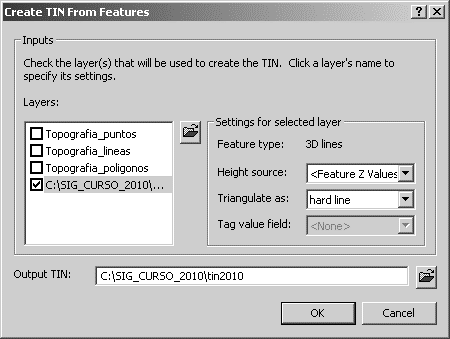 Create TIN From Features
Inputs
Check the layer(s) that will be used to create the TIN. Click a layer's name to
specify its settings.
Layers:
Topografia_puntos
Topografia_lineas
Topografia_poligonos
C:\SIG_CURSO_2010\...
Settings for selected layer
Feature type: 3D lines
Height source: <Feature Z Values
Triangulate as: hard line
Tag value field: <None>
Output TIN: C:\SIG_CURSO_2010\tin2010
OK Cancel